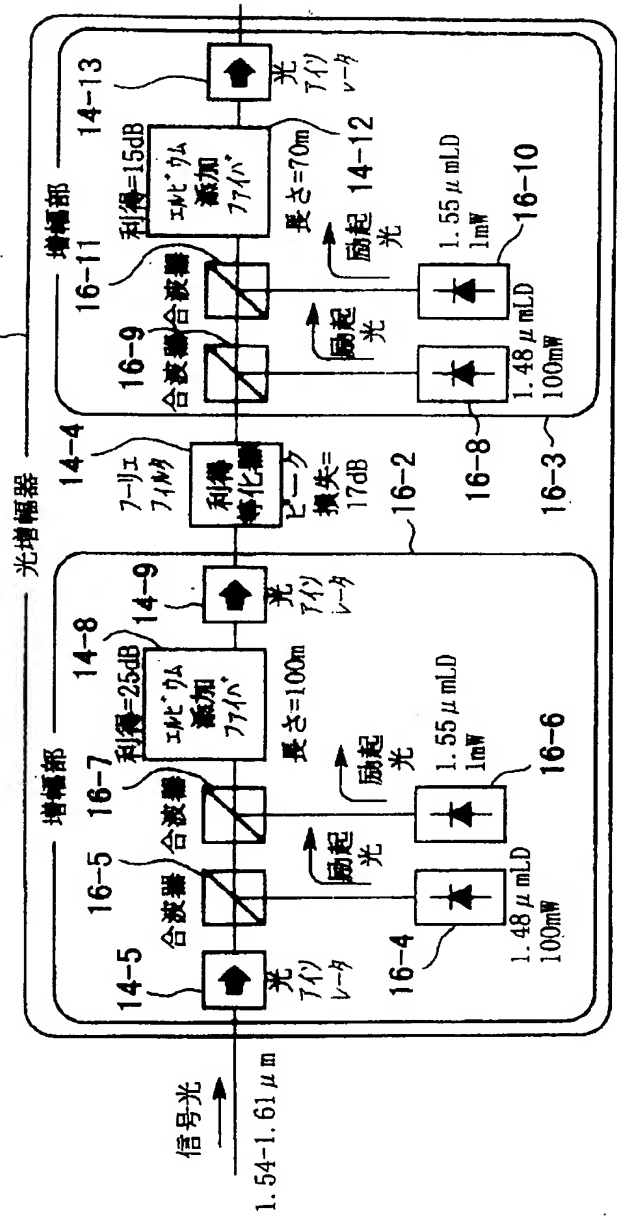 光増幅器
信号光
1.54-1.61μm
増幅部
16-2
14-5
光
アイソ
レータ
合波器
16-5
合波器
16-7
利得=25dB
14-8
エルビウム
添加
ファイバ
長さ=100m
14-9
光
アイソ
レータ
励起
光
励起
光
16-4
1.48μmLD
100mW
1.55μmLD
1mW
16-6
フーリエ
フィルタ
14-4
利得
等化器
ピーク
損失=
17dB
増幅部
16-3
合波器
16-9
合波器
16-11
利得=15dB
エルビウム
添加
ファイバ
長さ=70m
14-12
14-13
光
アイソ
レータ
励起
光
励起
光
16-8
1.48μmLD
100mW
1.55μmLD
1mW
16-10